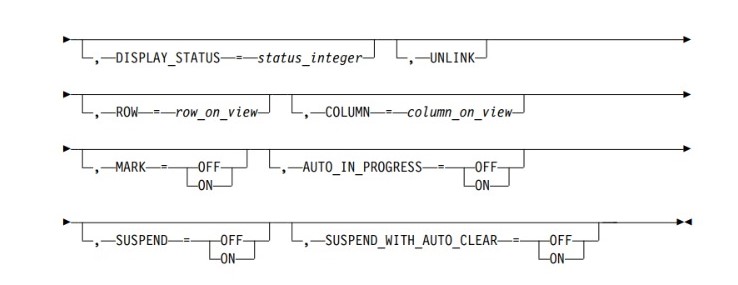 ,DISPLAY_STATUS=status_integer ,UNLINK
,ROW=row_on_view ,COLUMN=column_on_view
,MARK=OFF ,AUTO_IN_PROGRESS=OFF
ON ON
,SUSPEND=OFF ,SUSPEND_WITH_AUTO_CLEAR=OFF
ON ON